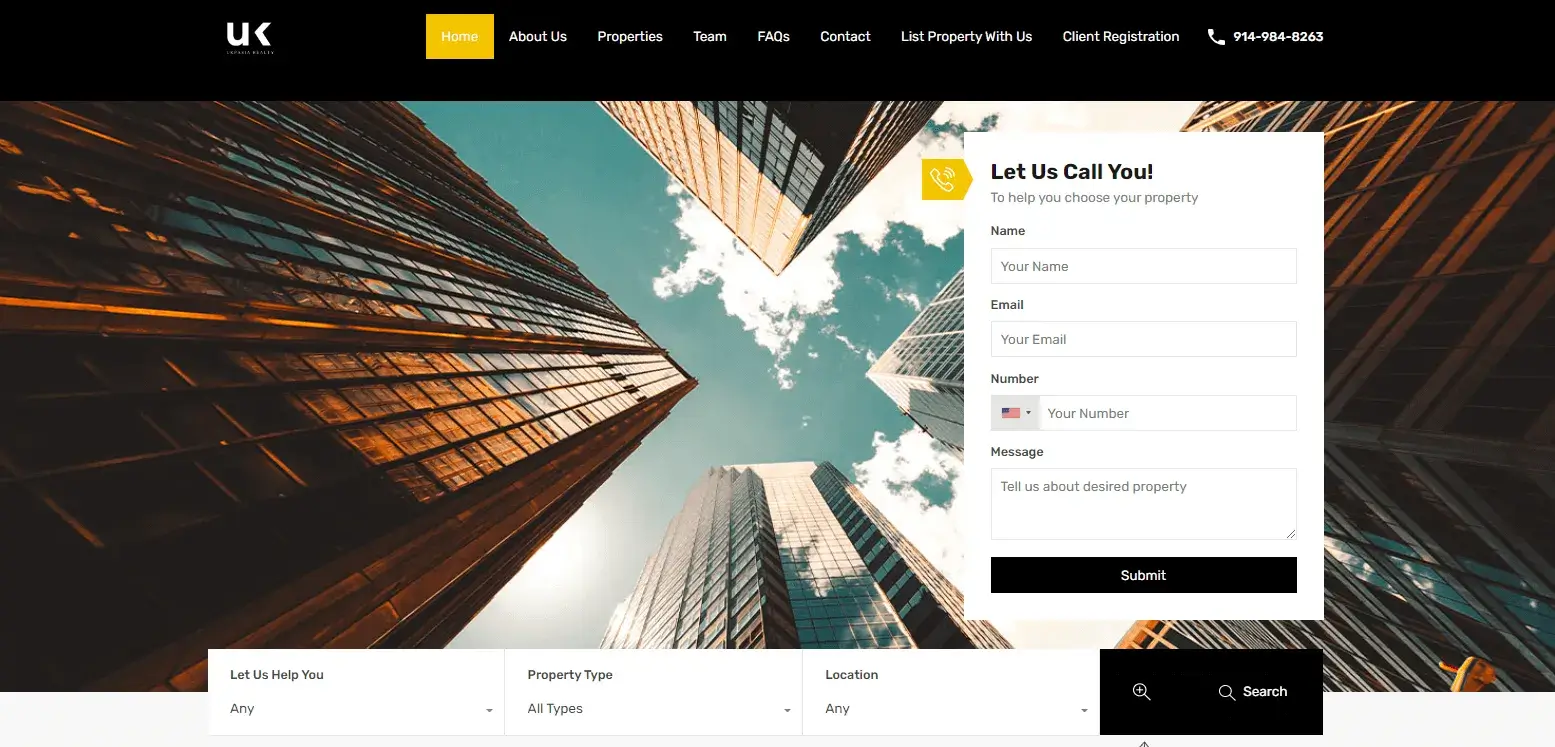 UK
UKPASIA REALTY
Home
About Us
Properties
Team
FAQs
Contact
List Property With Us
Client Registration
914-984-8263
Let Us Call You!
To help you choose your property
Name
Your Name
Email
Your Email
Number
Your Number
Message
Tell us about desired property
Submit
Let Us Help You
Property Type
Location
Any
All Types
Any
Search